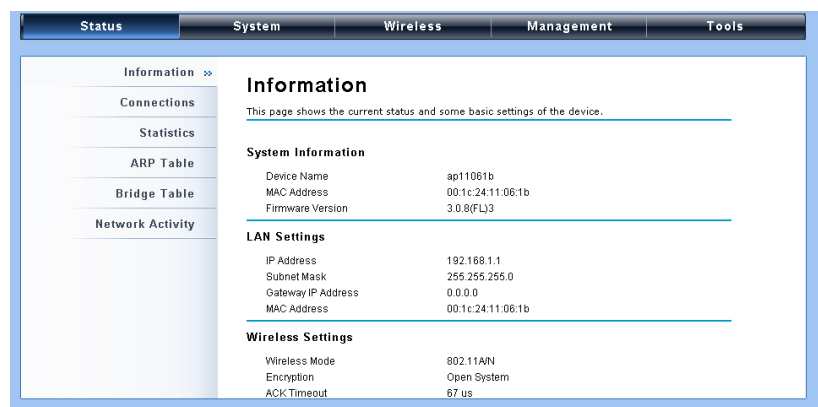 Status System Wireless Management Tools
Information »
Connections
Statistics
ARP Table
Bridge Table
Network Activity
Information
This page shows the current status and some basic settings of the device.
System Information
Device Name ap11061b
MAC Address 00:1c:24:11:06:1b
Firmware Version 3.0.8(FL)3
LAN Settings
IP Address 192.168.1.1
Subnet Mask 255.255.255.0
Gateway IP Address 0.0.0.0
MAC Address 00:1c:24:11:06:1b
Wireless Settings
Wireless Mode 802.11A/N
Encryption Open System
ACK Timeout 67 us